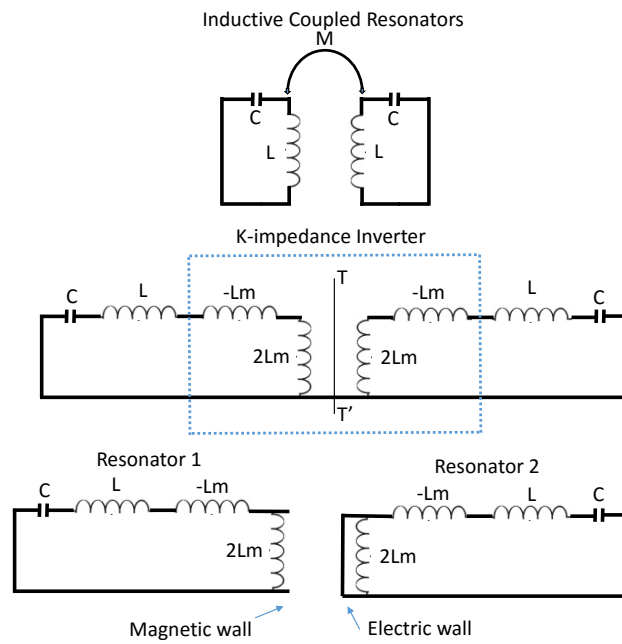 Inductive Coupled Resonators
M
C
C
L
L
K-impedance Inverter
C
L
-Lm
T
-Lm
L
C
2Lm
2Lm
T'
Resonator 1
Resonator 2
C
L
-Lm
-Lm
L
C
2Lm
2Lm
Magnetic wall
Electric wall